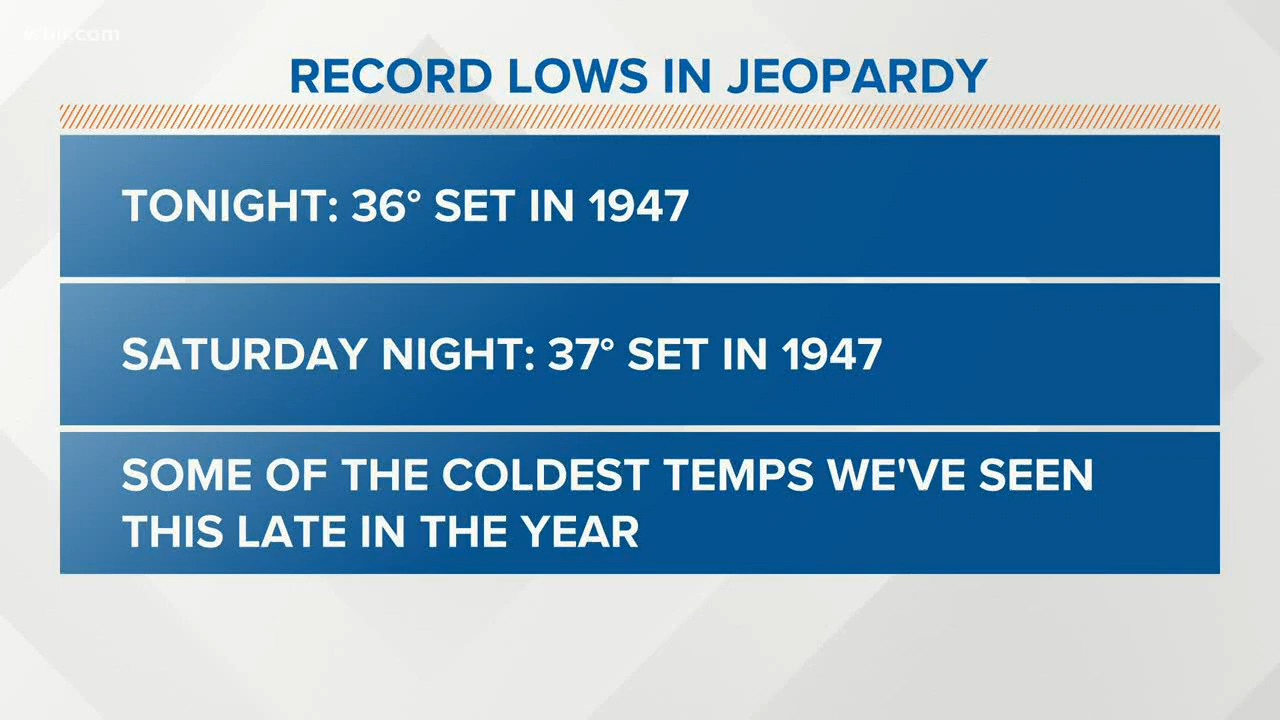 wbir.com
RECORD LOWS IN JEOPARDY
TONIGHT: 36° SET IN 1947
SATURDAY NIGHT: 37° SET IN 1947
SOME OF THE COLDEST TEMPS WE'VE SEEN
THIS LATE IN THE YEAR